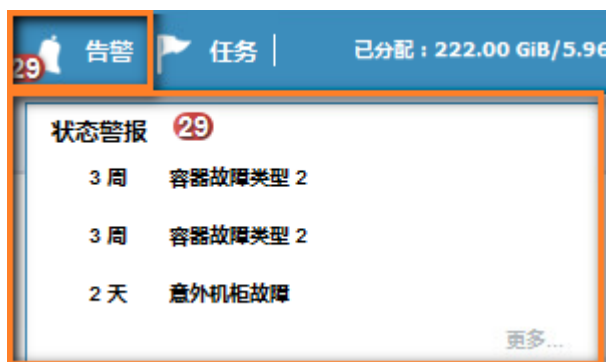 29 告警 任务 已分配：222.00 GiB/5.96
状态警报 29
3 周 容器故障类型 2
3 周 容器故障类型 2
2 天 意外机柜故障
更多...